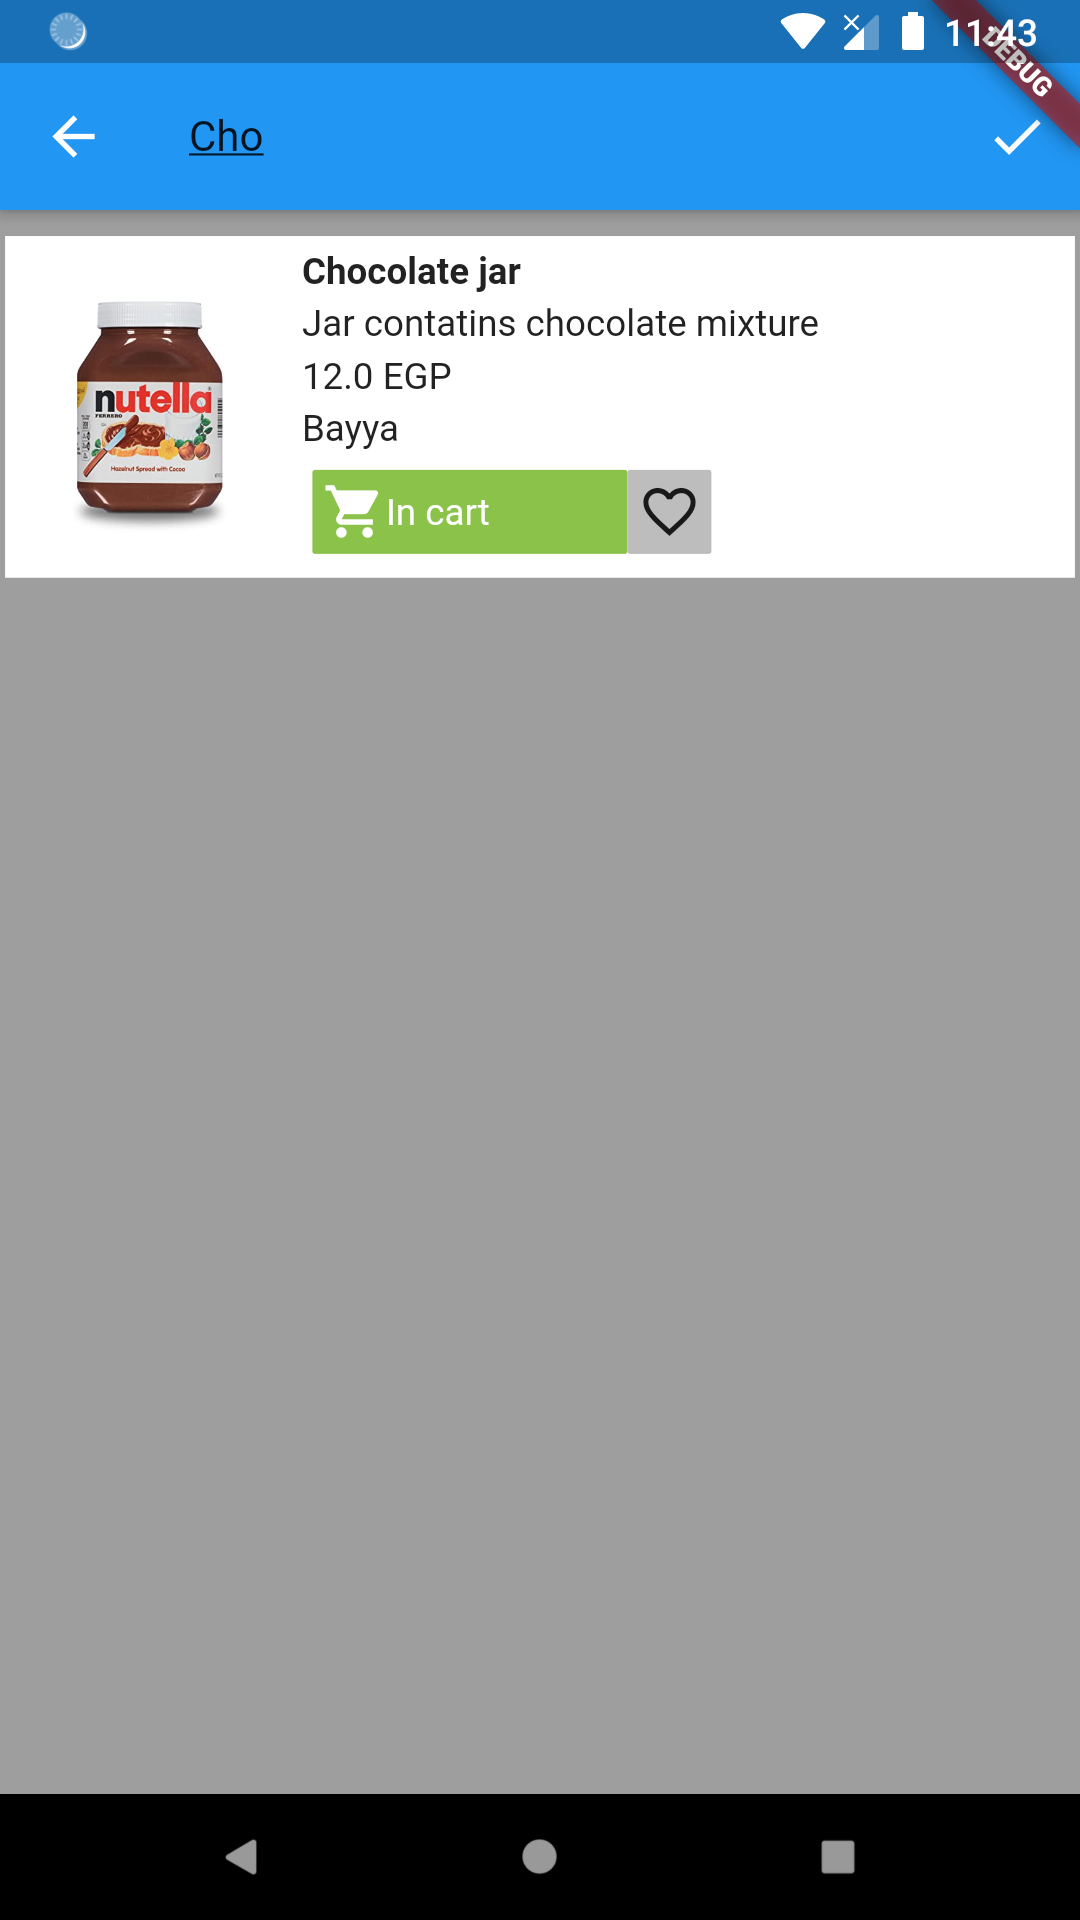 11:43
DEBUG
Cho
Chocolate jar
Jar contatins chocolate mixture
12.0 EGP
Bayya
In cart
nutella
FERRERO
Hazelnut Spread with Cocoa